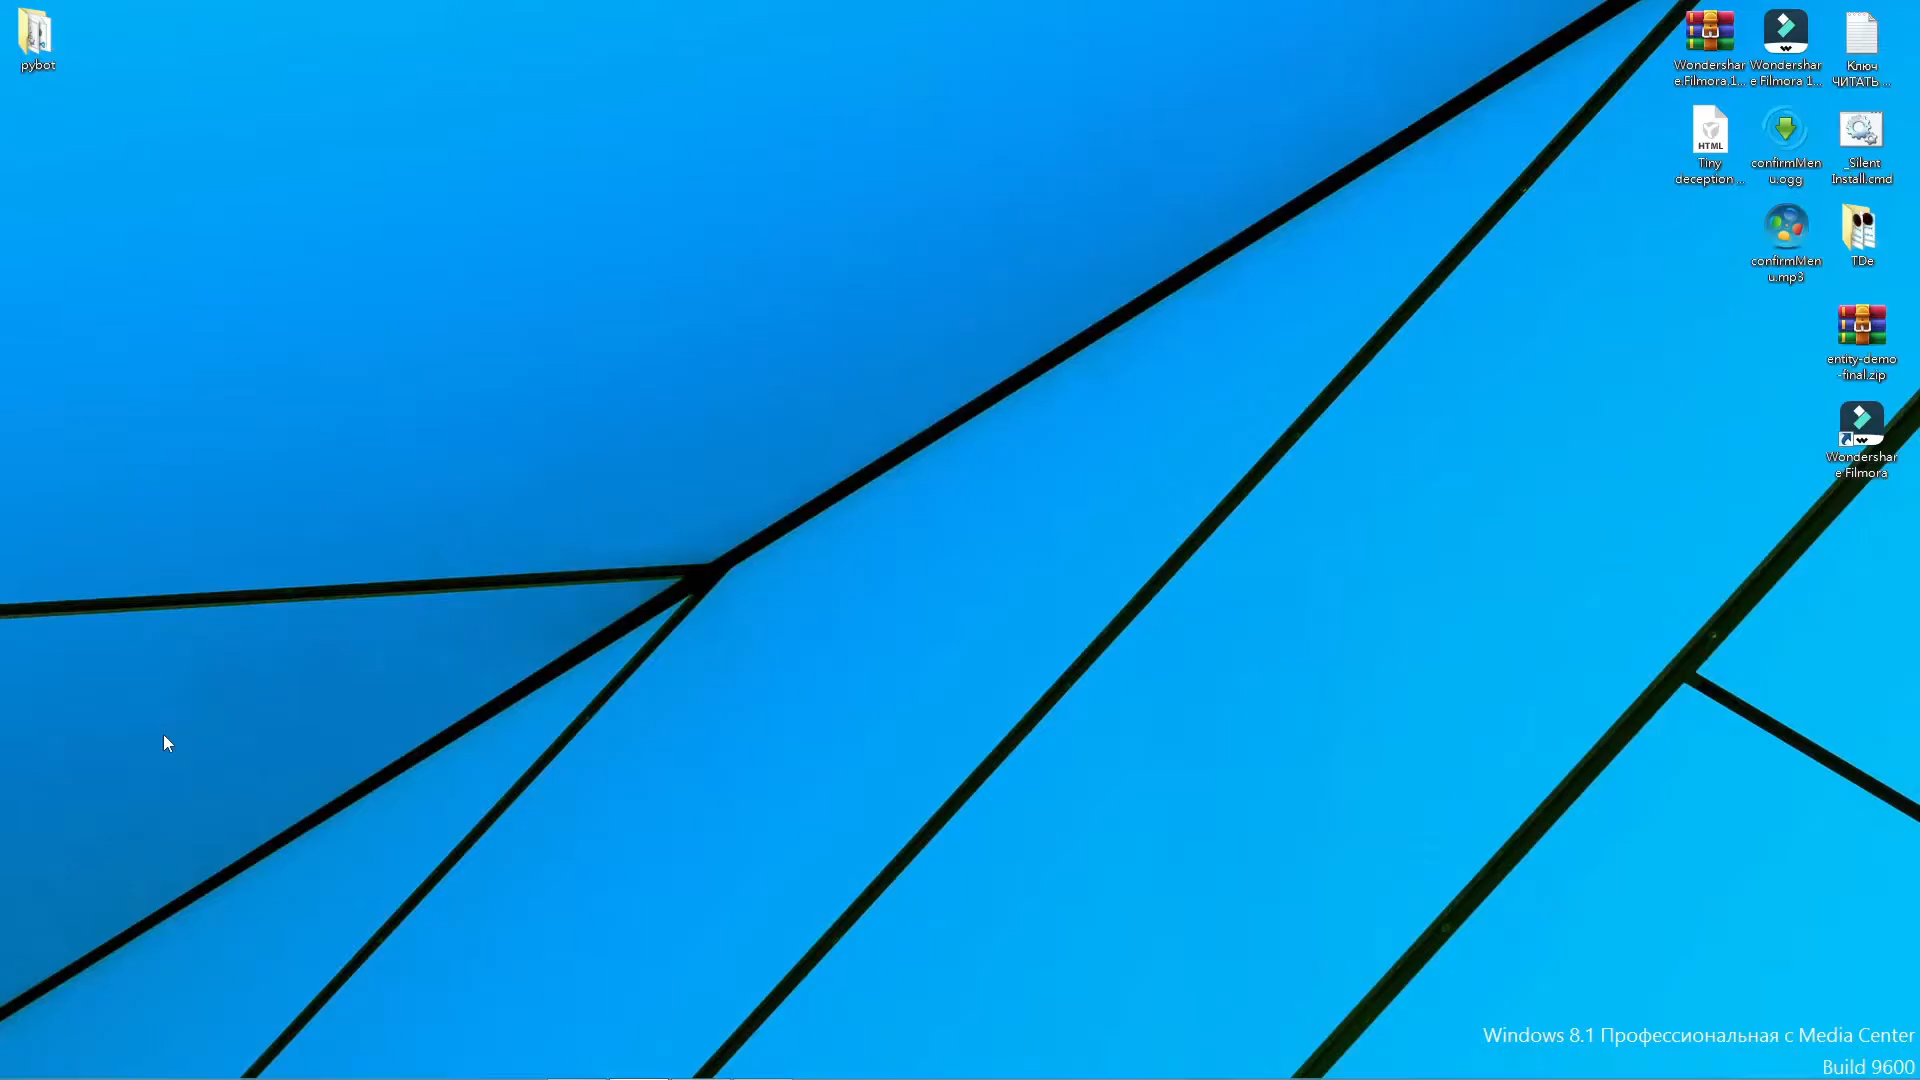 pybot
Wondershar
e.Filmora.1...
Wondershar
e Filmora 1...
Ключ
ЧИТАТЬ ...
HTML
Tiny
deception ...
confirmMen
u.ogg
_Silent
Install.cmd
confirmMen
u.mp3
TDe
entity-demo
-final.zip
Wondershar
e Filmora
Windows 8.1 Профессиональная с Media Center
Build 9600